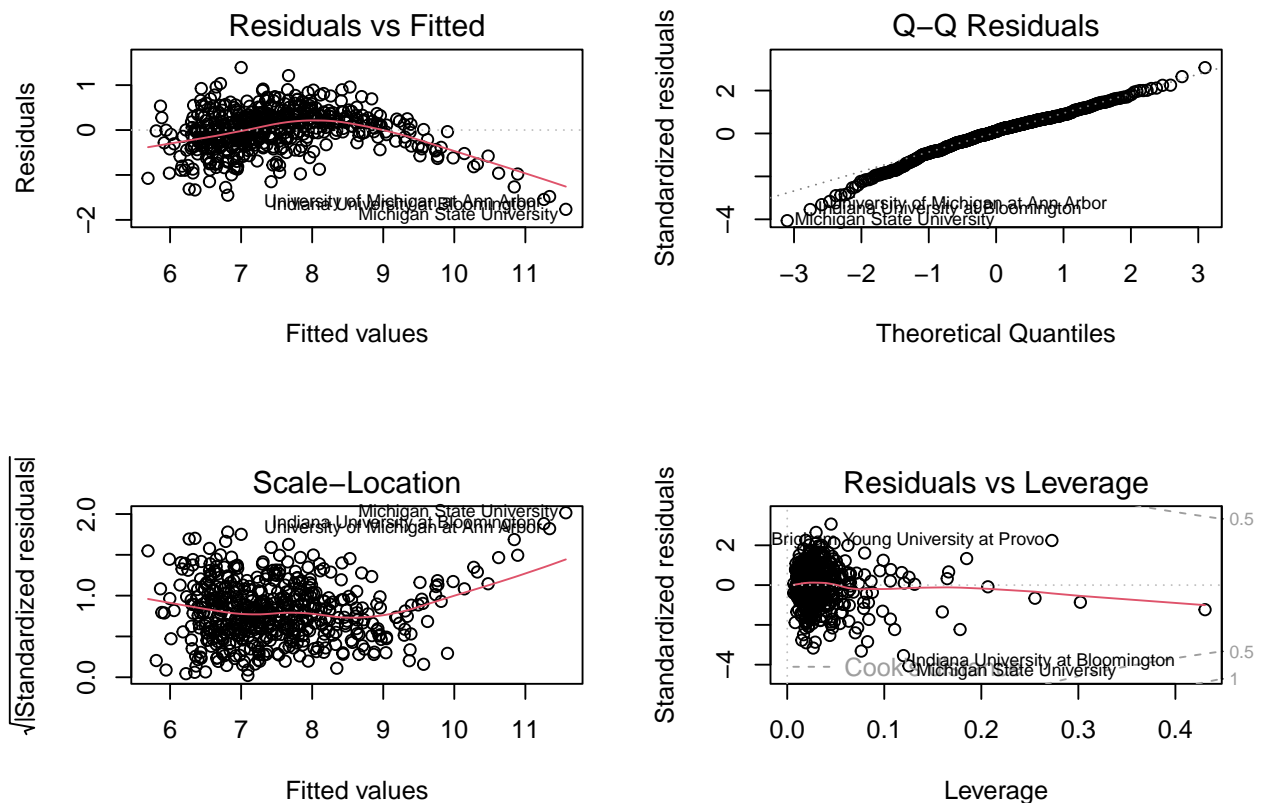 Residuals vs Fitted
Residuals
1
0
−2
University of Michigan at Ann Arbor
Indiana University at Bloomington
Michigan State University
6 7 8 9 10 11
Fitted values
Q−Q Residuals
Standardized residuals
2
0
−4
University of Michigan at Ann Arbor
Indiana University at Bloomington
Michigan State University
−3 −2 −1 0 1 2 3
Theoretical Quantiles
Scale−Location
√|Standardized residuals|
2.0
1.0
0.0
Michigan State University
Indiana University at Bloomington
University of Michigan at Ann Arbor
6 7 8 9 10 11
Fitted values
Residuals vs Leverage
Standardized residuals
2
0
−4
0.5
Brigham Young University at Provo
0.5
Indiana University at Bloomington
Cook's
Michigan State University
1
0.0 0.1 0.2 0.3 0.4
Leverage